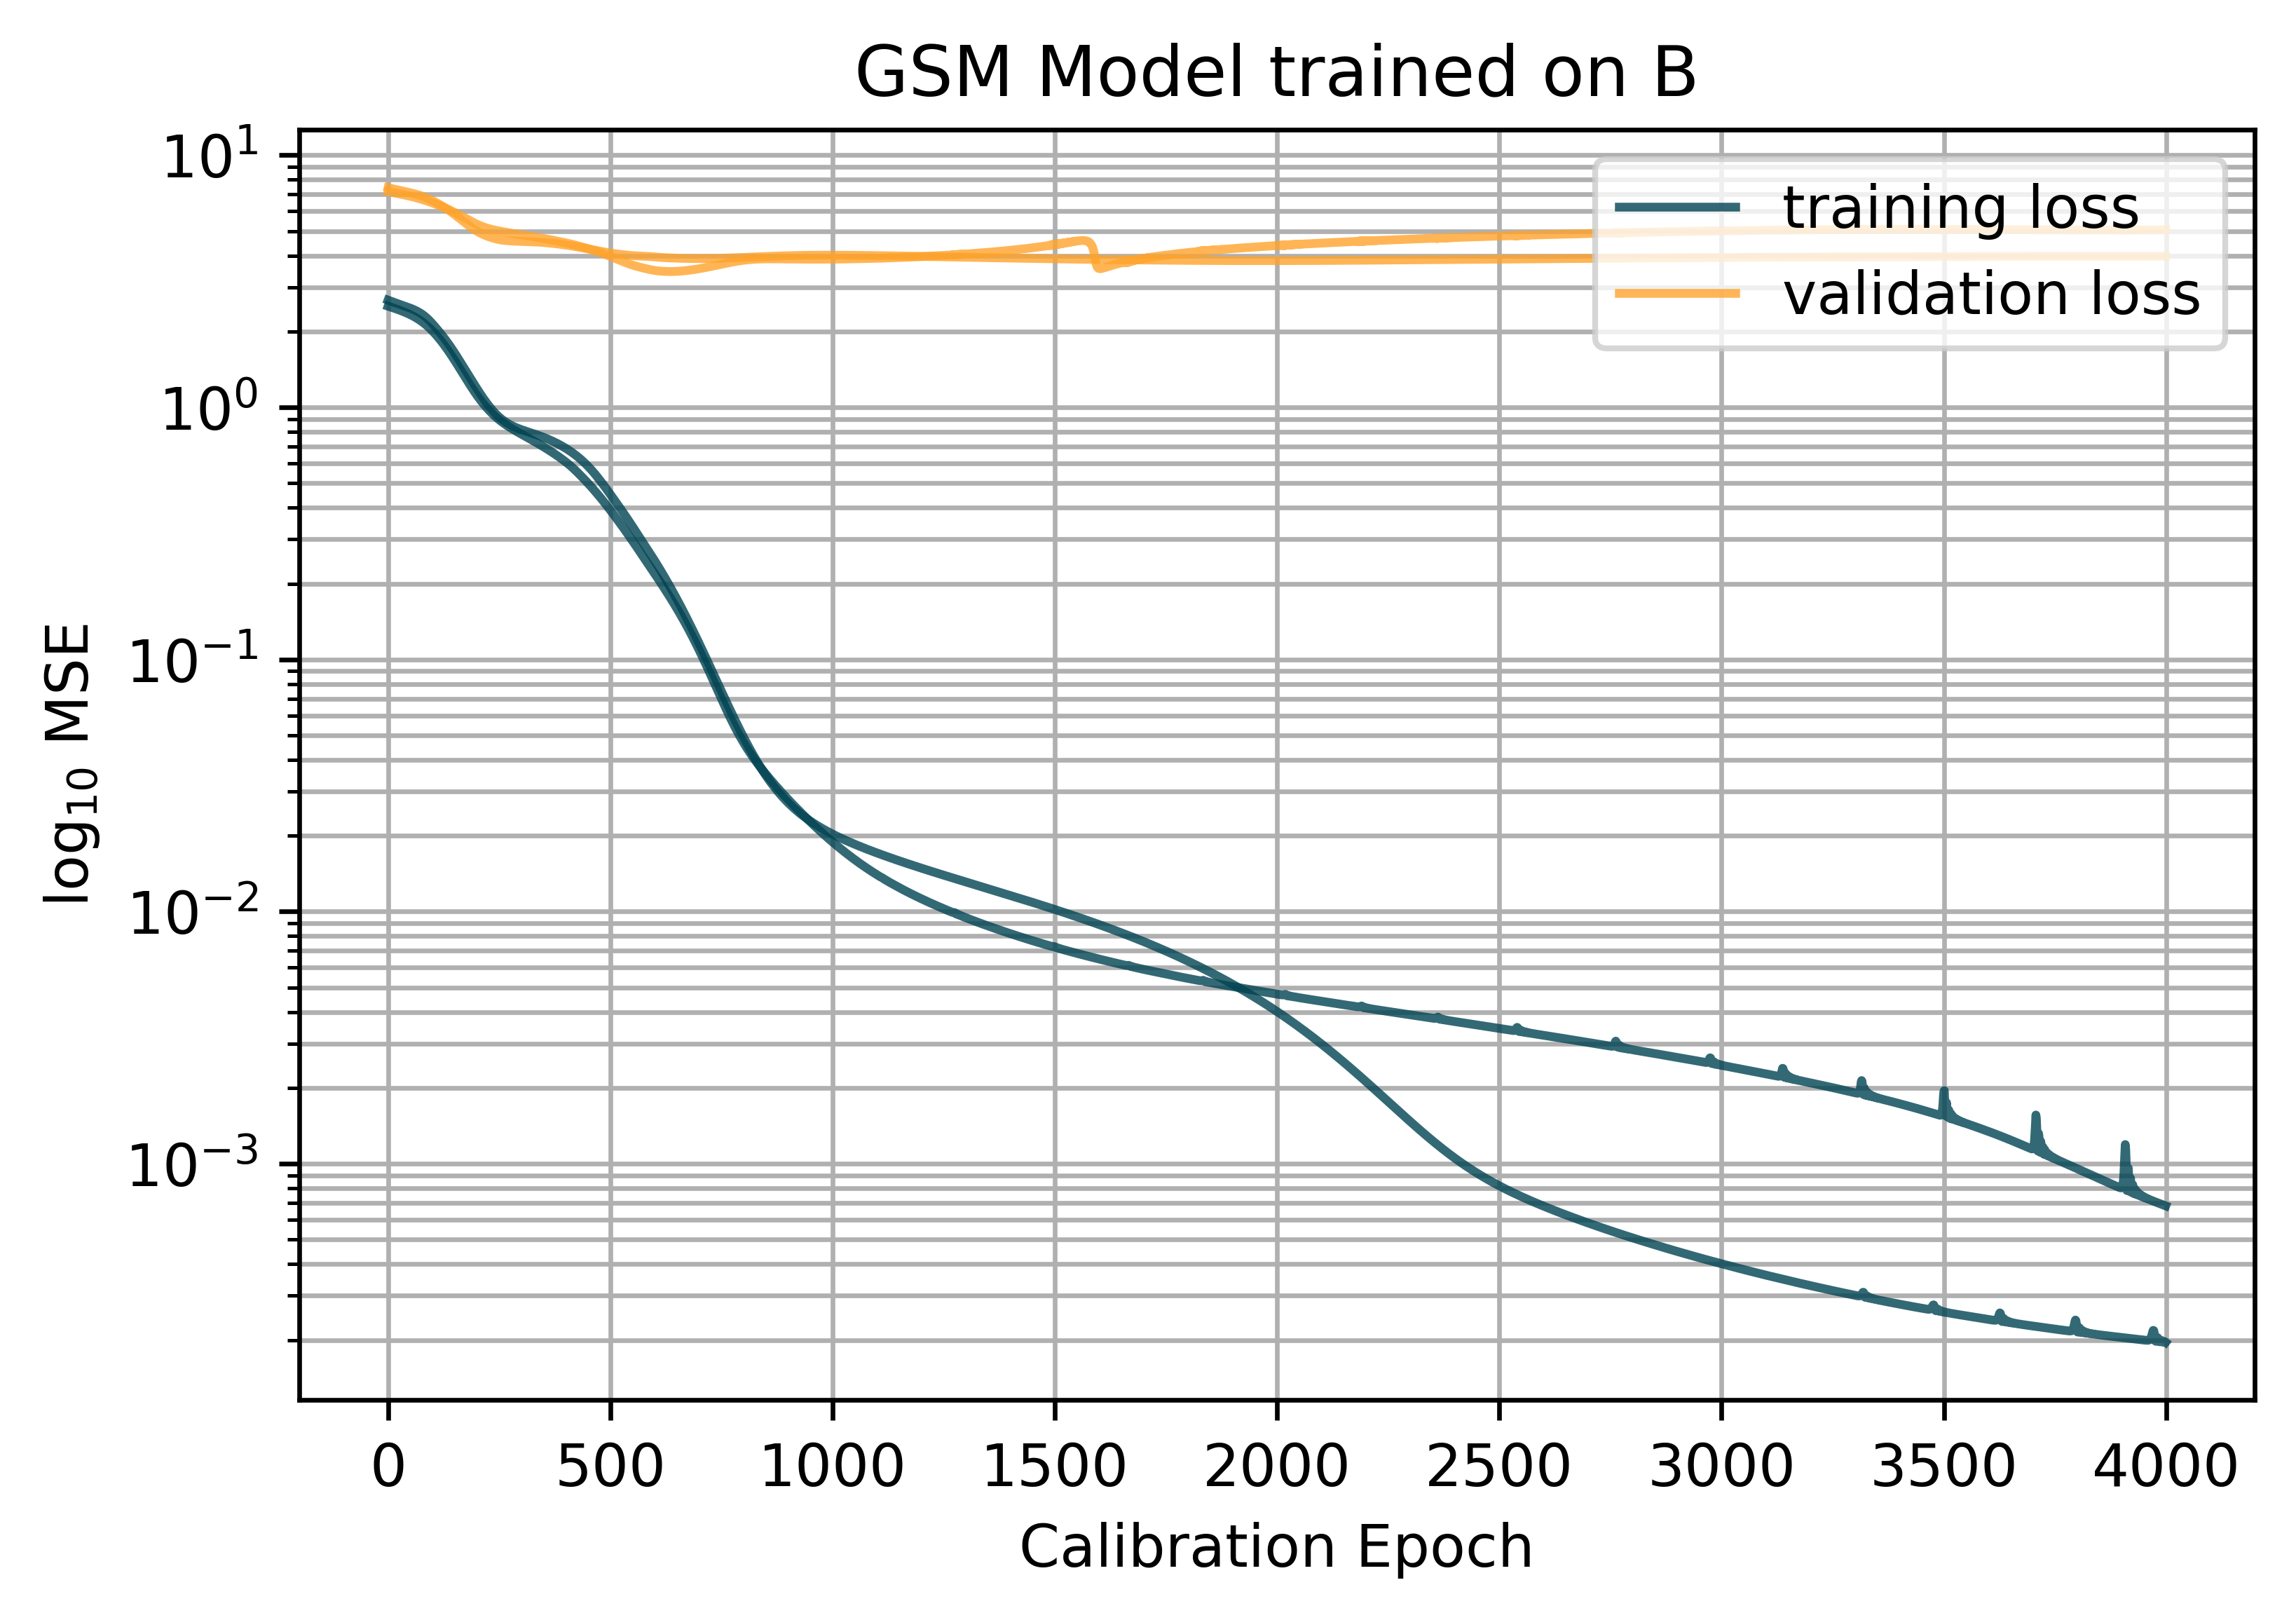 GSM Model trained on B
10¹
10⁰
10⁻¹
10⁻²
10⁻³
log₁₀ MSE
training loss
validation loss
0 500 1000 1500 2000 2500 3000 3500 4000
Calibration Epoch